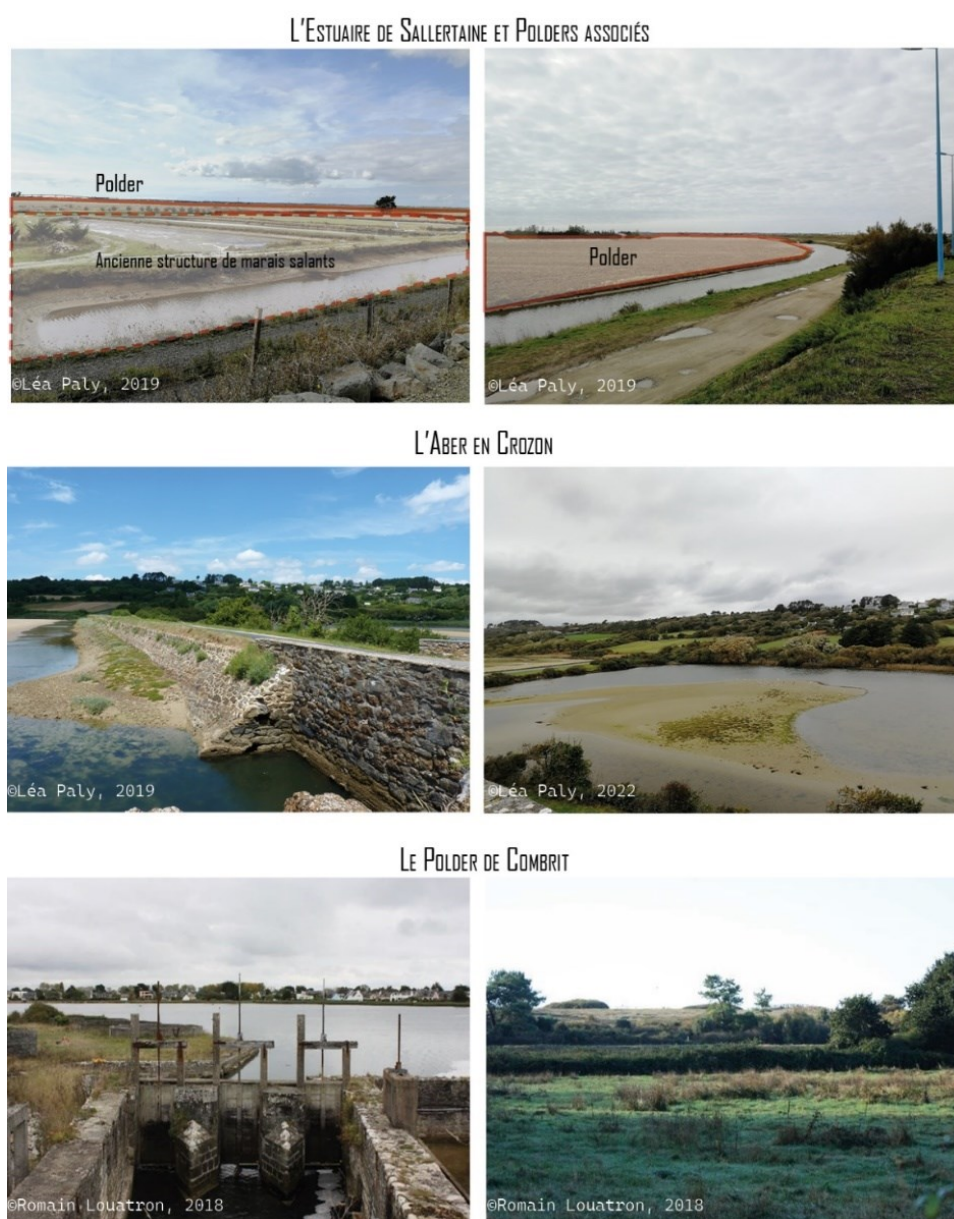 L'Estuaire de Sallertaine et Polders associés
Polder
Ancienne structure de marais salants
©Léa Paly, 2019
Polder
©Léa Paly, 2019
L'Aber en Crozon
©Léa Paly, 2019
©Léa Paly, 2022
Le Polder de Combrit
©Romain Louatron, 2018
©Romain Louatron, 2018